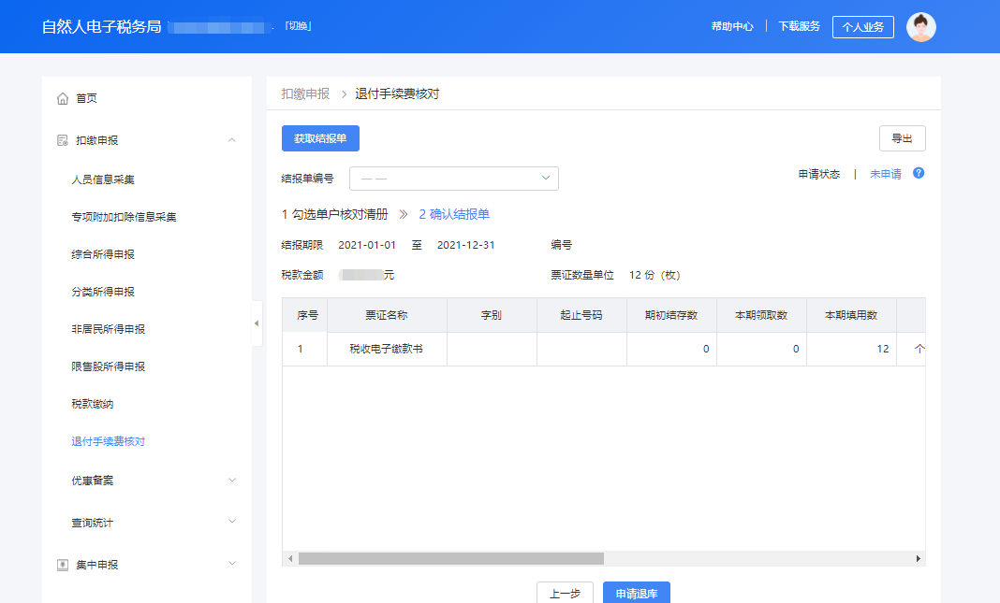 自然人电子税务局 「切换」 帮助中心 | 下载服务 个人业务
首页
扣缴申报
人员信息采集
专项附加扣除信息采集
综合所得申报
分类所得申报
非居民所得申报
限售股所得申报
税款缴纳
退付手续费核对
优惠备案
查询统计
集中申报
扣缴申报 > 退付手续费核对
获取结报单 导出
结报单编号 — — 申请状态 | 未申请 ?
1 勾选单户核对清册 » 2 确认结报单
结报期限 2021-01-01 至 2021-12-31 编号
税款金额 元 票证数量单位 12 份（枚）
序号 票证名称 字别 起止号码 期初结存数 本期领取数 本期填用数
1 税收电子缴款书 0 0 12 个
上一步 申请退库